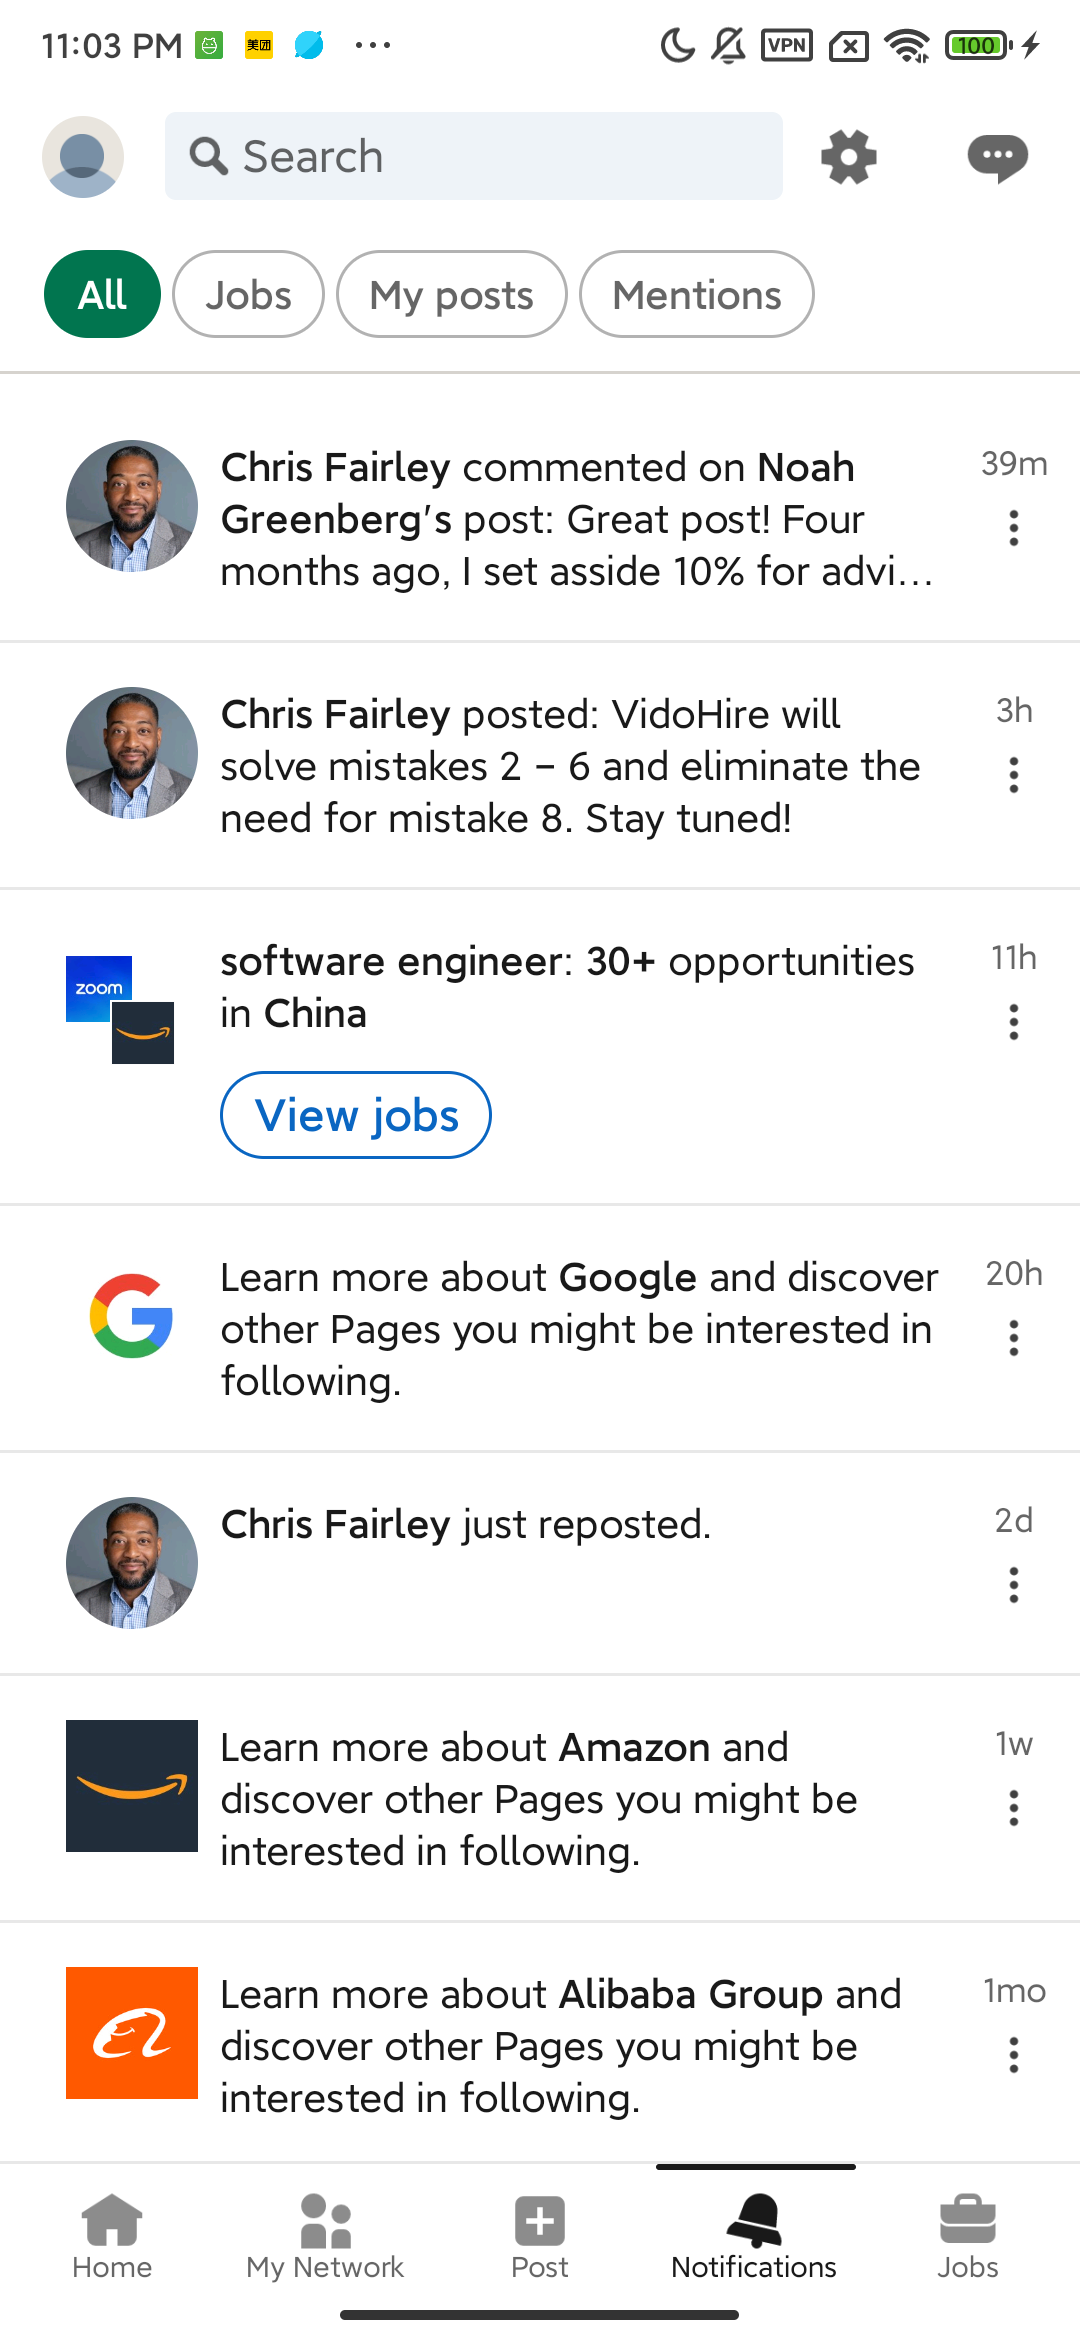 11:03 PM 美团 ... VPN 100
Search
All Jobs My posts Mentions
Chris Fairley commented on Noah
Greenberg's post: Great post! Four
months ago, I set asside 10% for advi...
39m
Chris Fairley posted: VidoHire will
solve mistakes 2 – 6 and eliminate the
need for mistake 8. Stay tuned!
3h
zoom
software engineer: 30+ opportunities
in China
11h
View jobs
Learn more about Google and discover
other Pages you might be interested in
following.
20h
Chris Fairley just reposted.
2d
Learn more about Amazon and
discover other Pages you might be
interested in following.
1w
Learn more about Alibaba Group and
discover other Pages you might be
interested in following.
1mo
Home My Network Post Notifications Jobs